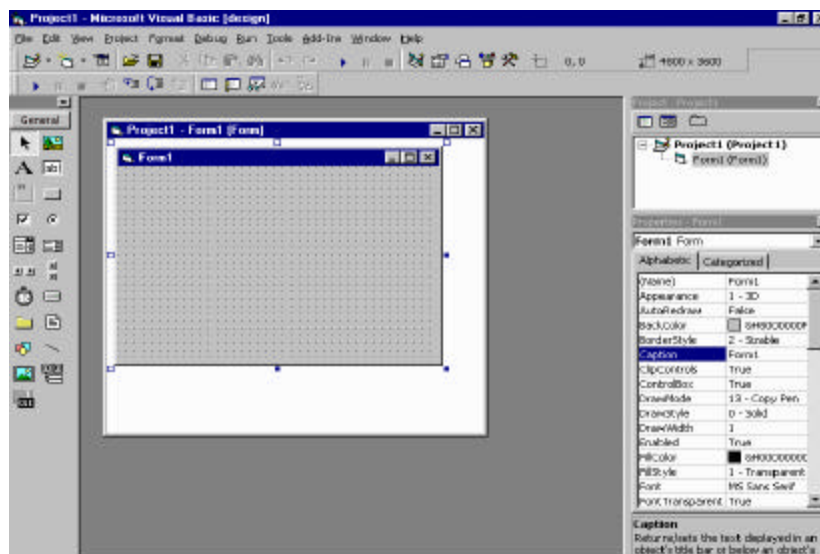 Project1 - Microsoft Visual Basic [design]
File Edit View Project Format Debug Run Tools Add-Ins Window Help
0, 0
4800 x 3600
General
Project1 - Form1 (Form)
Form1
Project - Project1
Project1 (Project1)
Form1 (Form1)
Properties - Form1
Form1 Form
Alphabetic Categorized
(Name) Form1
Appearance 1 - 3D
AutoRedraw False
BackColor
BorderStyle 2 - Sizable
Caption Form1
ClipControls True
ControlBox True
DrawMode 13 - Copy Pen
DrawStyle 0 - Solid
DrawWidth 1
Enabled True
FillColor
FillStyle 1 - Transparent
Font MS Sans Serif
FontTransparent True
Caption
Returns/sets the text displayed in an
object's title bar or below an object's